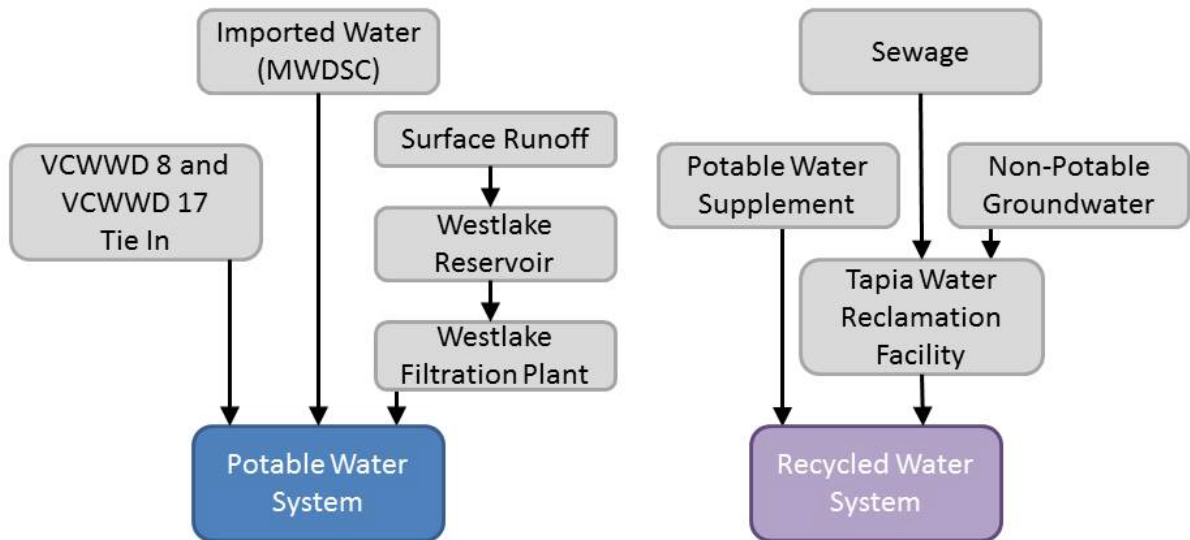 Imported Water
(MWDSC)
VCWWD 8 and
VCWWD 17
Tie In
Surface Runoff
Westlake
Reservoir
Westlake
Filtration Plant
Potable Water
System
Sewage
Potable Water
Supplement
Non-Potable
Groundwater
Tapia Water
Reclamation
Facility
Recycled Water
System